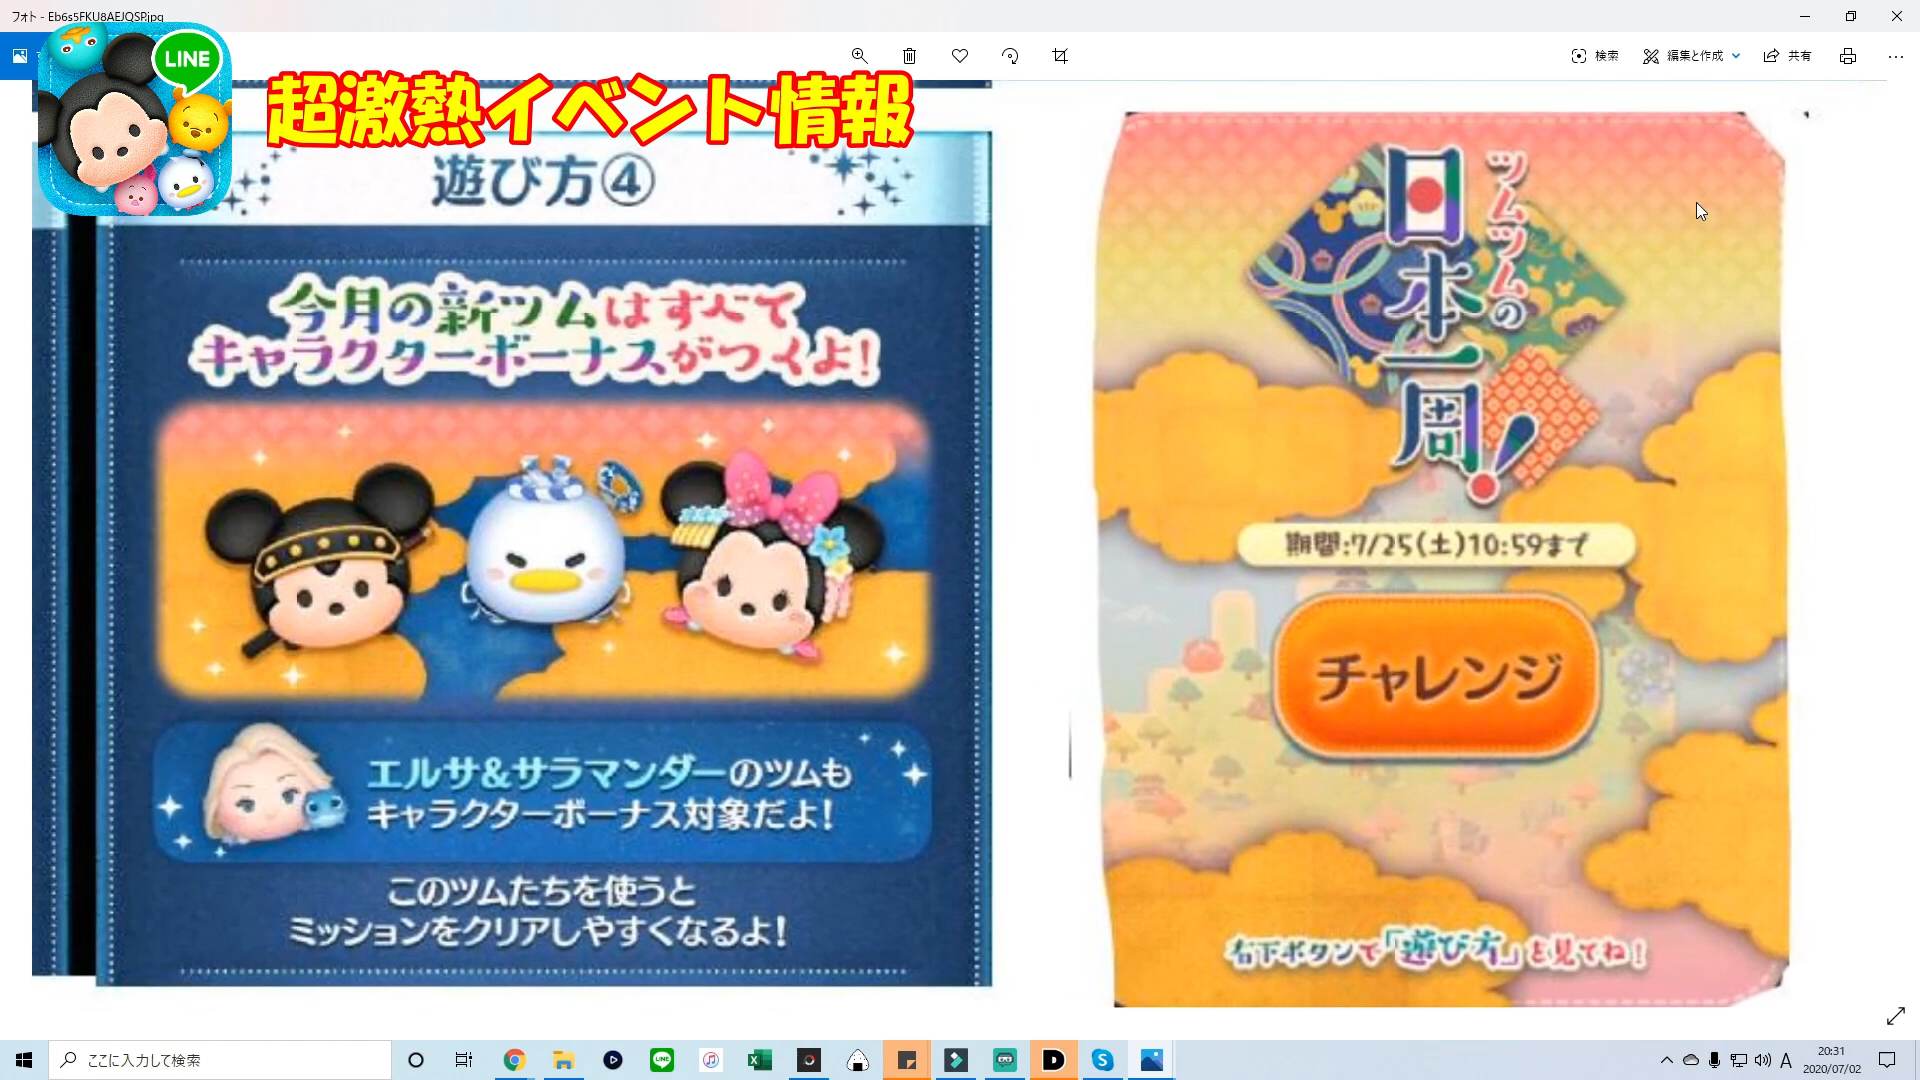 フォト - Eb6s5FKU8AEJQSP.jpg
検索
編集と作成
共有
LINE
超激熱イベント情報
遊び方④
今月の新ツムはすべて
キャラクターボーナスがつくよ!
エルサ&サラマンダーのツムも
キャラクターボーナス対象だよ!
このツムたちを使うと
ミッションをクリアしやすくなるよ!
ツムツムの
日本一周!
期間:7/25(土)10:59まで
チャレンジ
右下ボタンで「遊び方」を見てね!
ここに入力して検索
A
20:31
2020/07/02